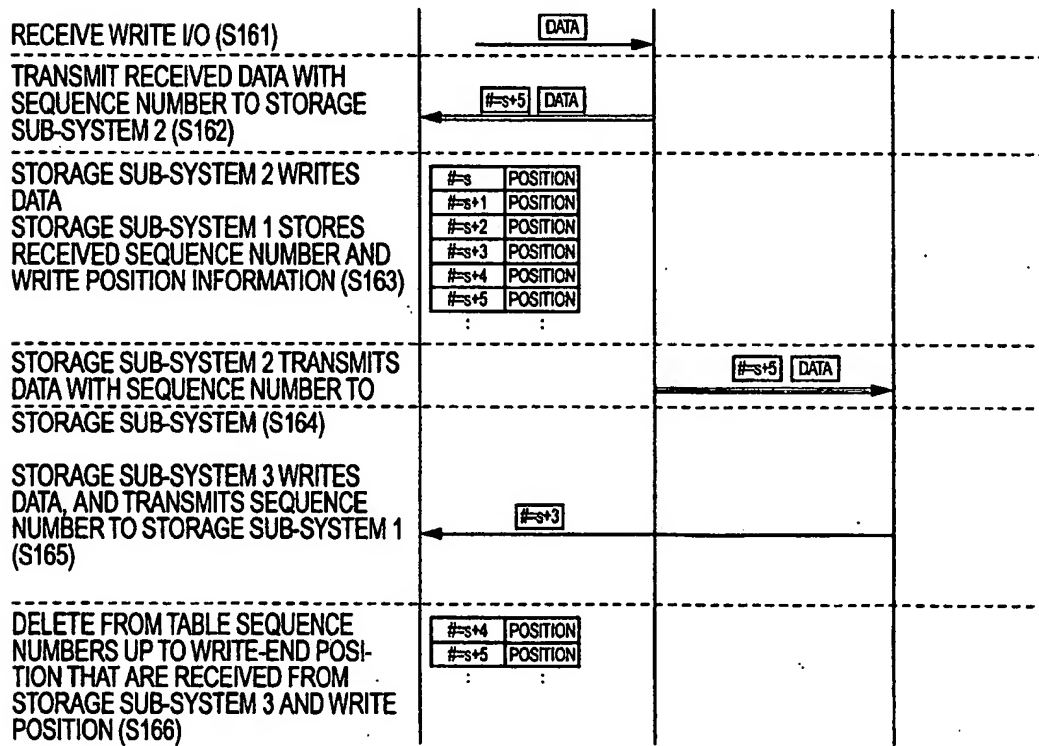 RECEIVE WRITE I/O (S161)
DATA
TRANSMIT RECEIVED DATA WITH
SEQUENCE NUMBER TO STORAGE
SUB-SYSTEM 2 (S162)
#=s+5 DATA
STORAGE SUB-SYSTEM 2 WRITES
DATA
STORAGE SUB-SYSTEM 1 STORES
RECEIVED SEQUENCE NUMBER AND
WRITE POSITION INFORMATION (S163)
#=s POSITION
#=s+1 POSITION
#=s+2 POSITION
#=s+3 POSITION
#=s+4 POSITION
#=s+5 POSITION
: :
STORAGE SUB-SYSTEM 2 TRANSMITS
DATA WITH SEQUENCE NUMBER TO
STORAGE SUB-SYSTEM (S164)
#=s+5 DATA
STORAGE SUB-SYSTEM 3 WRITES
DATA, AND TRANSMITS SEQUENCE
NUMBER TO STORAGE SUB-SYSTEM 1
(S165)
#=s+3
DELETE FROM TABLE SEQUENCE
NUMBERS UP TO WRITE-END POSI-
TION THAT ARE RECEIVED FROM
STORAGE SUB-SYSTEM 3 AND WRITE
POSITION (S166)
#=s+4 POSITION
#=s+5 POSITION
: :